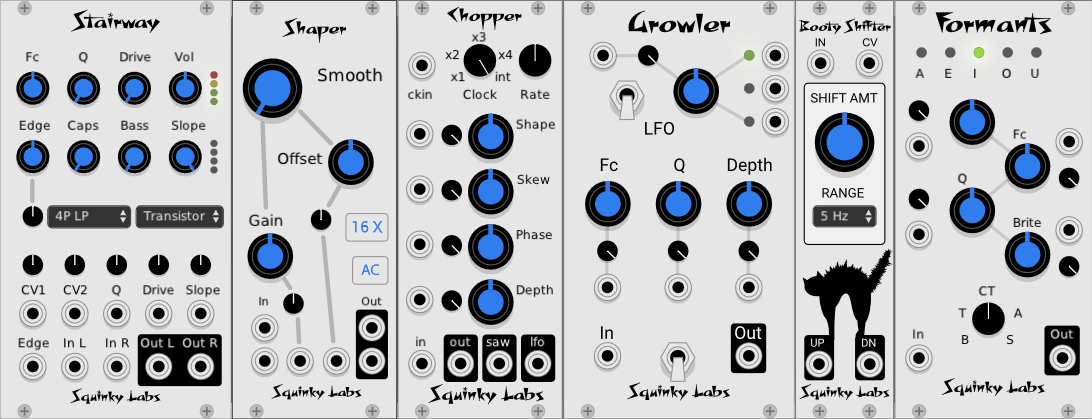 Stairway
Fc Q Drive Vol
Edge Caps Bass Slope
4P LP Transistor
CV1 CV2 Q Drive Slope
Edge In L In R Out L Out R
Squinky Labs
Shaper
Smooth
Offset
Gain
16 X
AC
In Out
Squinky Labs
Chopper
x3
x2 x4
x1 int
ckin Clock Rate
Shape
Skew
Phase
Depth
in out saw lfo
Squinky Labs
Growler
LFO
Fc Q Depth
In Out
Squinky Labs
Booty Shifter
IN CV
SHIFT AMT
RANGE
5 Hz
UP DN
Squinky Labs
Formants
A E I O U
Fc
Q
Brite
CT
T A
B S
In Out
Squinky Labs